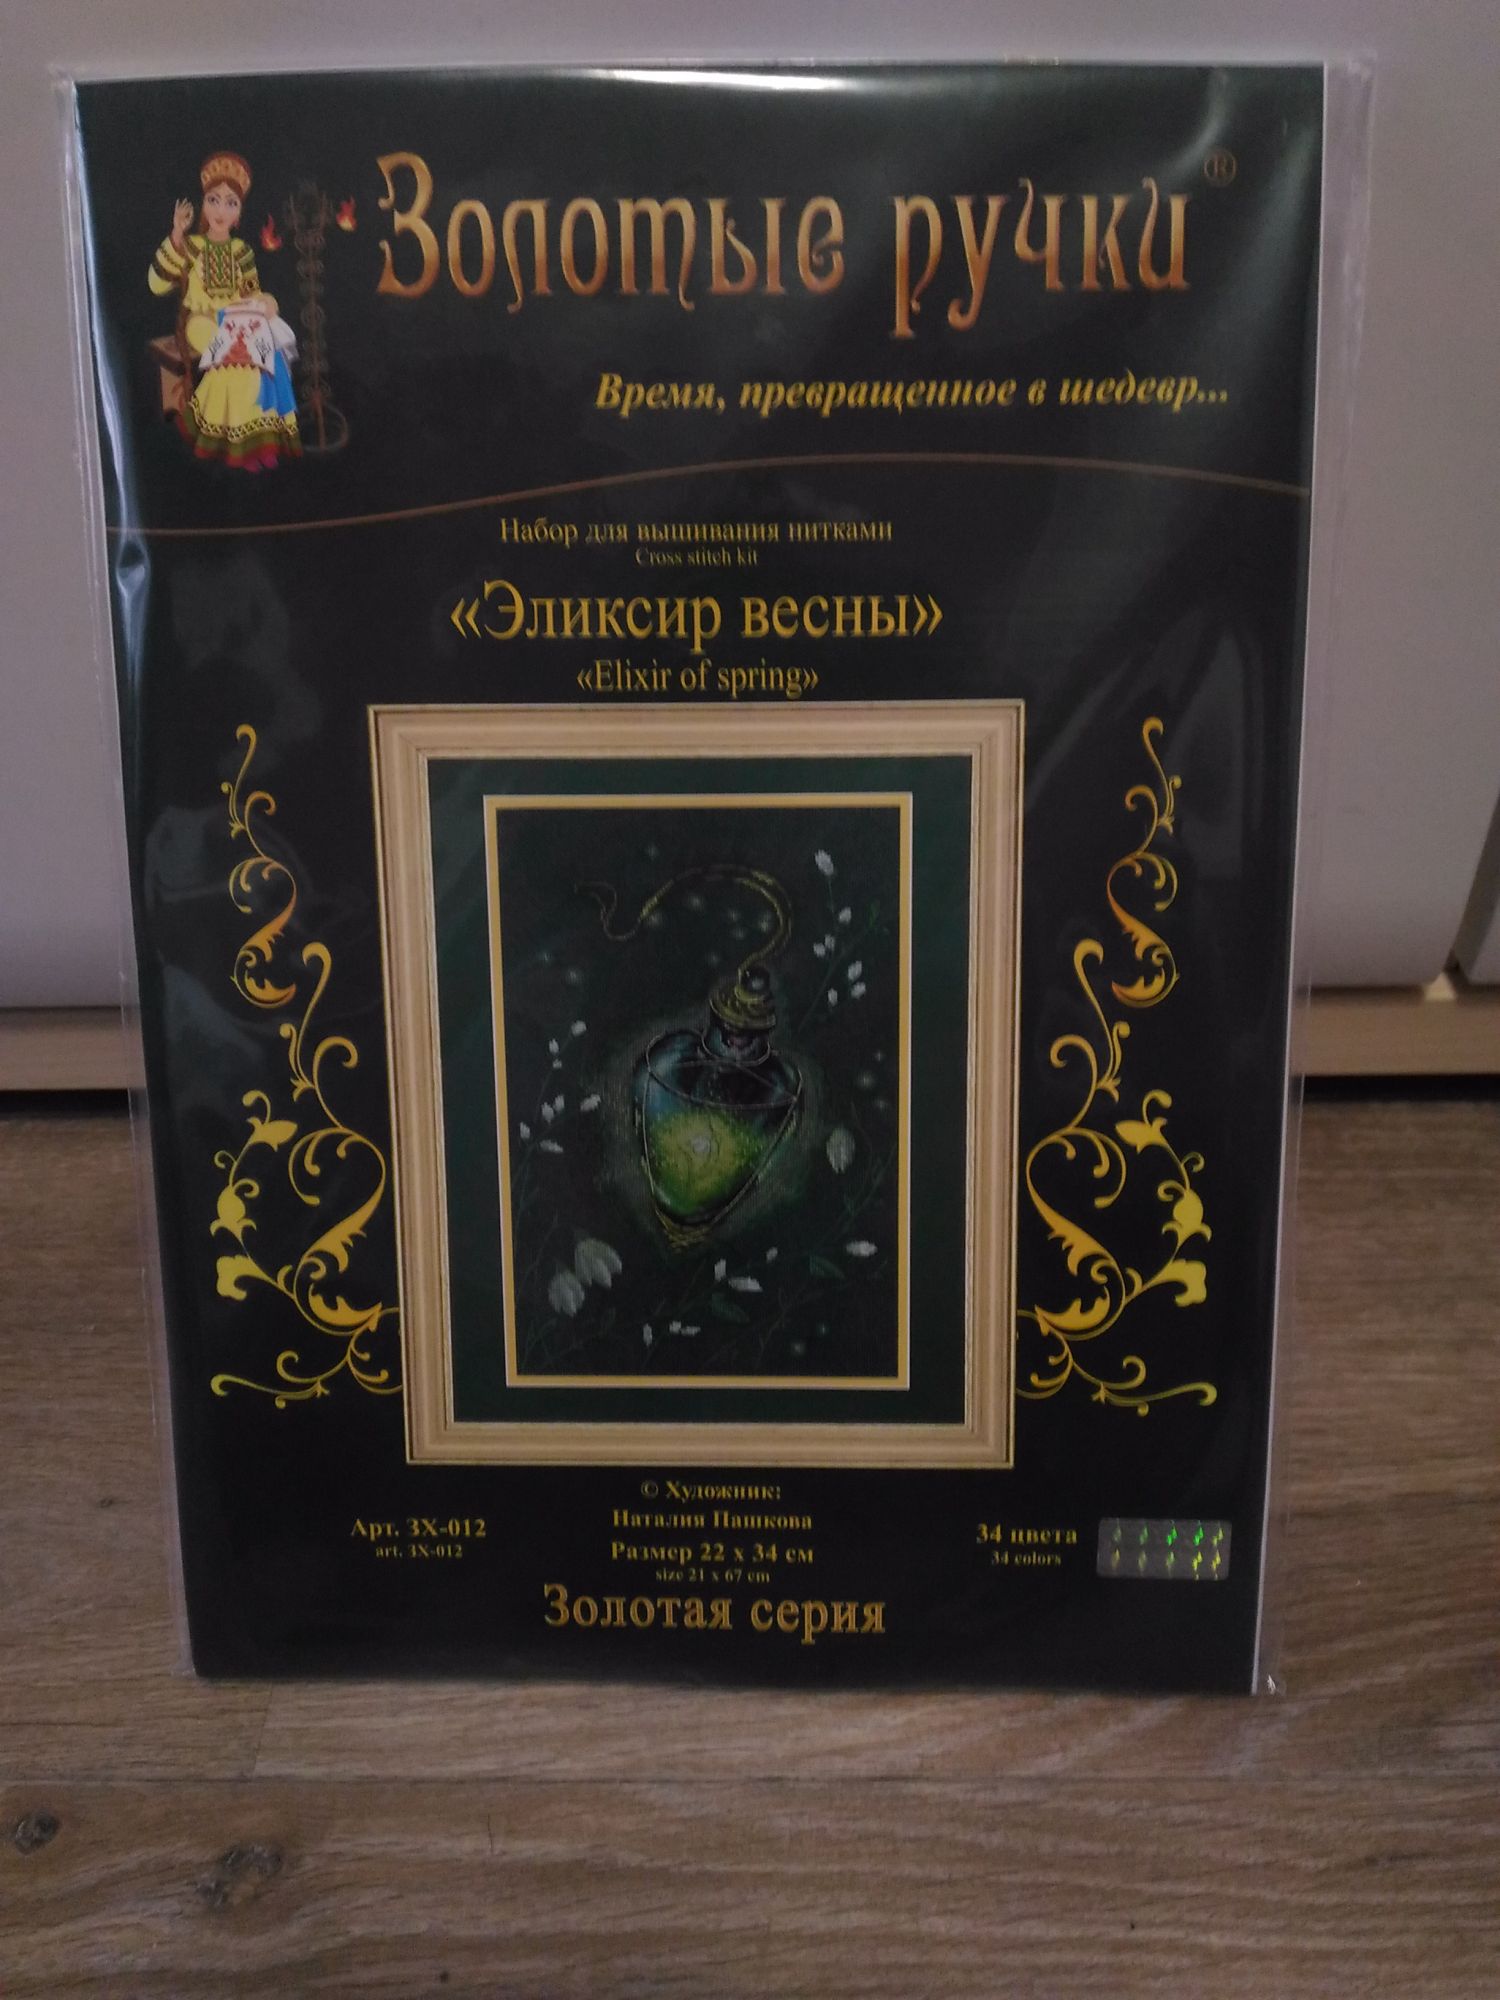 Золотые ручки®
Время, превращенное в шедевр...
Набор для вышивания нитками
Cross stitch kit
«Эликсир весны»
«Elixir of spring»
© Художник:
Наталия Пашкова
Арт. ЗХ-012
art. ЗХ-012
Размер 22 х 34 см
size 21 x 67 cm
34 цвета
34 colors
Золотая серия